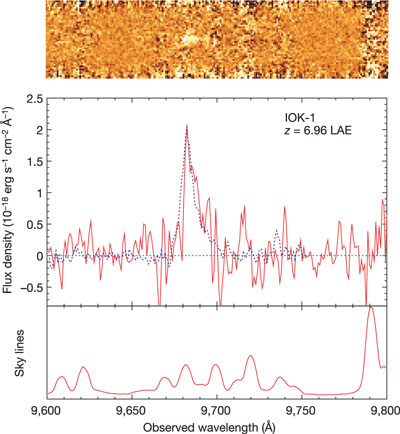 2.5
2
1.5
1
0.5
0
−0.5
Flux density (10⁻¹⁸ erg s⁻¹ cm⁻² Å⁻¹)
IOK-1
z = 6.96 LAE
Sky lines
9,600 9,650 9,700 9,750 9,800
Observed wavelength (Å)